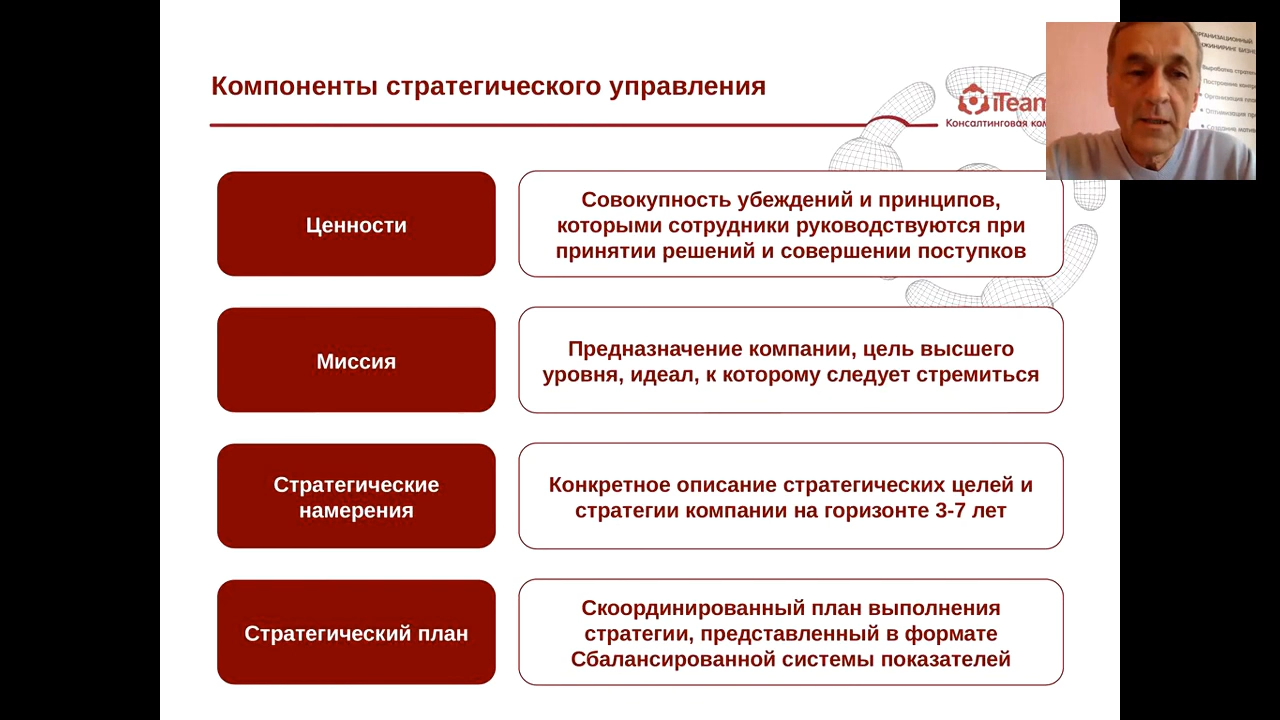 Компоненты стратегического управления
iTeam
Консалтинговая
Ценности
Совокупность убеждений и принципов,
которыми сотрудники руководствуются при
принятии решений и совершении поступков
Миссия
Предназначение компании, цель высшего
уровня, идеал, к которому следует стремиться
Стратегические
намерения
Конкретное описание стратегических целей и
стратегии компании на горизонте 3-7 лет
Стратегический план
Скоординированный план выполнения
стратегии, представленный в формате
Сбалансированной системы показателей